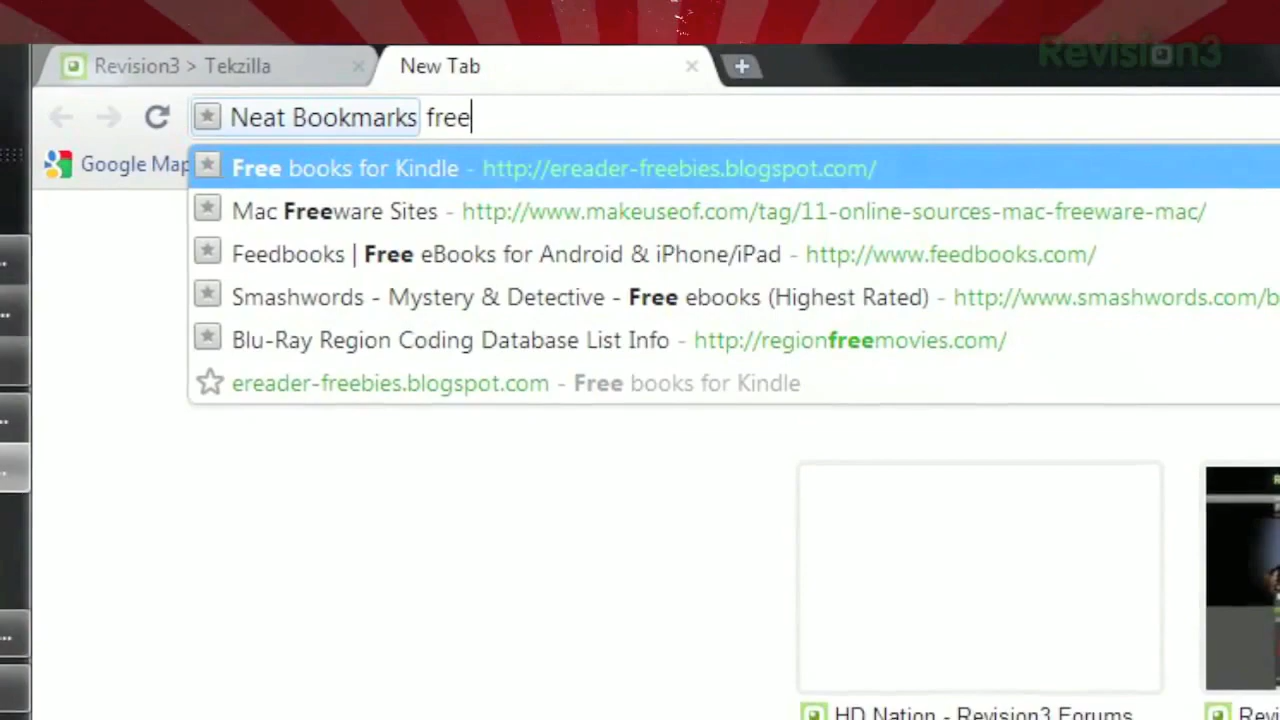 Revision3
Revision3 > Tekzilla
New Tab
Neat Bookmarks free
Google Map
Free books for Kindle - http://ereader-freebies.blogspot.com/
Mac Freeware Sites - http://www.makeuseof.com/tag/11-online-sources-mac-freeware-mac/
Feedbooks | Free eBooks for Android & iPhone/iPad - http://www.feedbooks.com/
Smashwords - Mystery & Detective - Free ebooks (Highest Rated) - http://www.smashwords.com/b
Blu-Ray Region Coding Database List Info - http://regionfreemovies.com/
ereader-freebies.blogspot.com - Free books for Kindle
HD Nation - Revision3 Forums
Revi